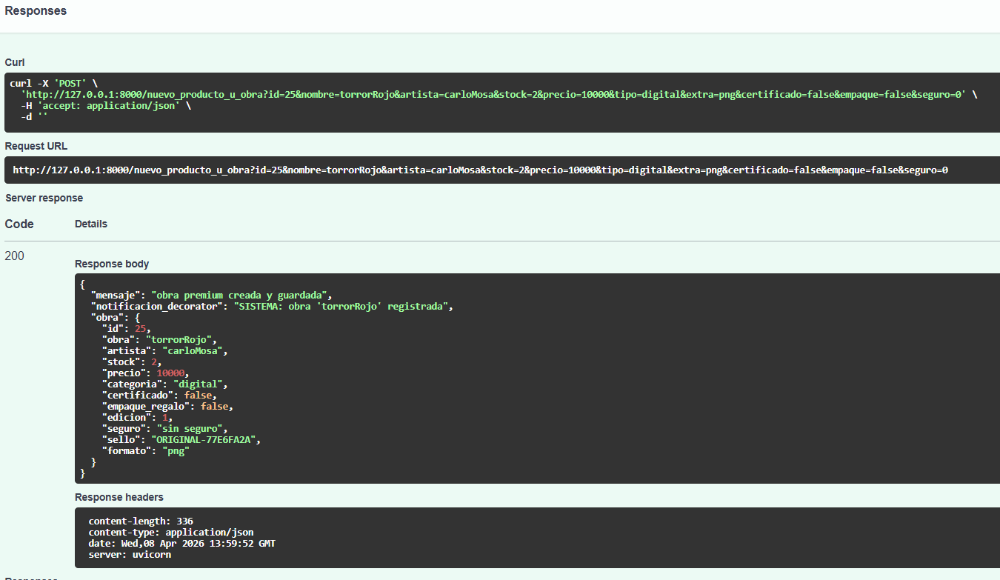 Responses
Curl
curl -X 'POST' \
  'http://127.0.0.1:8000/nuevo_producto_u_obra?id=25&nombre=torrorRojo&artista=carloMosa&stock=2&precio=10000&tipo=digital&extra=png&certificado=false&empaque=false&seguro=0' \
  -H 'accept: application/json' \
  -d ''
Request URL
http://127.0.0.1:8000/nuevo_producto_u_obra?id=25&nombre=torrorRojo&artista=carloMosa&stock=2&precio=10000&tipo=digital&extra=png&certificado=false&empaque=false&seguro=0
Server response
Code Details
200
Response body
{
  "mensaje": "obra premium creada y guardada",
  "notificacion_decorator": "SISTEMA: obra 'torrorRojo' registrada",
  "obra": {
    "id": 25,
    "obra": "torrorRojo",
    "artista": "carloMosa",
    "stock": 2,
    "precio": 10000,
    "categoria": "digital",
    "certificado": false,
    "empaque_regalo": false,
    "edicion": 1,
    "seguro": "sin seguro",
    "sello": "ORIGINAL-77E6FA2A",
    "formato": "png"
  }
}
Response headers
content-length: 336
content-type: application/json
date: Wed,08 Apr 2026 13:59:52 GMT
server: uvicorn
Responses